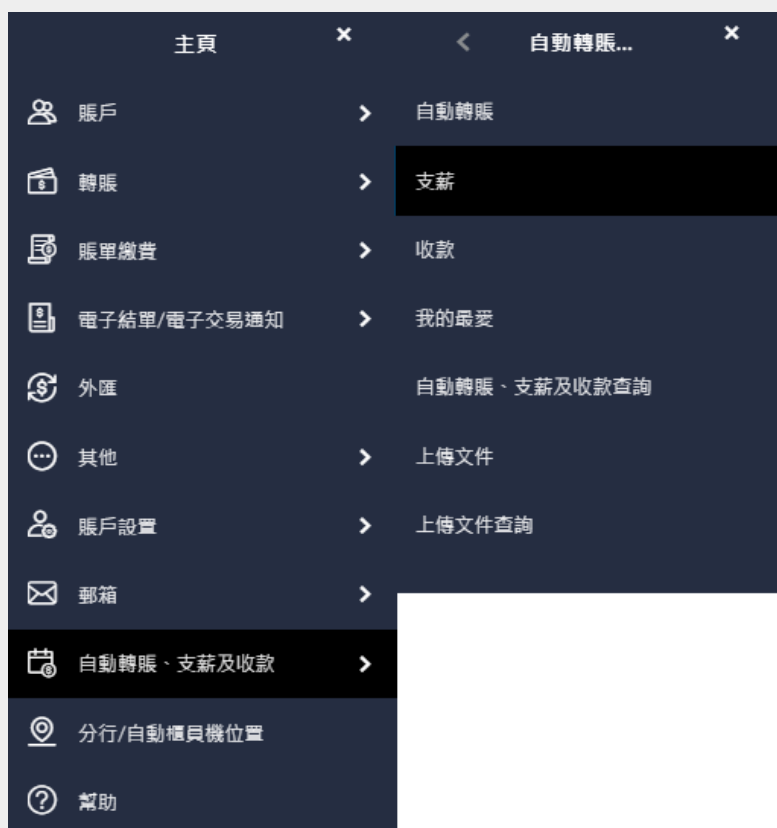 主頁
賬戶
轉賬
賬單繳費
電子結單/電子交易通知
外匯
其他
賬戶設置
郵箱
自動轉賬、支薪及收款
分行/自動櫃員機位置
幫助
自動轉賬...
自動轉賬
支薪
收款
我的最愛
自動轉賬、支薪及收款查詢
上傳文件
上傳文件查詢